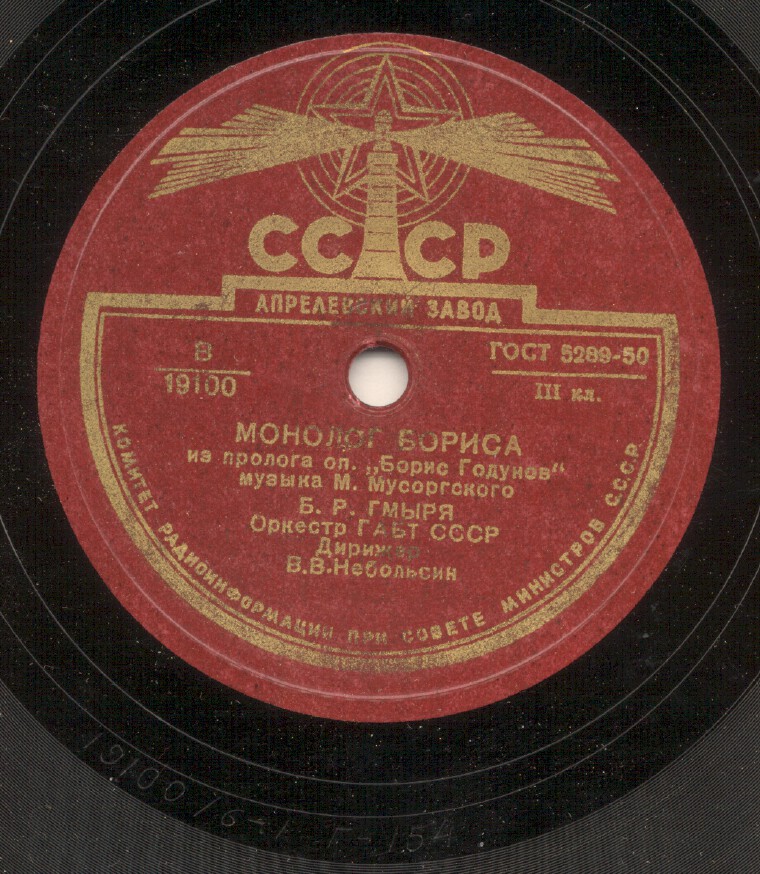 СССР
АПРЕЛЕВСКИЙ ЗАВОД
В
19100
ГОСТ 5289-50
III кл.
МОНОЛОГ БОРИСА
из пролога оп. „Борис Годунов“
музыка М. Мусоргского
Б. Р. ГМЫРЯ
Оркестр ГАБТ СССР
Дирижер
В.В.Небольсин
КОМИТЕТ РАДИОИНФОРМАЦИИ ПРИ СОВЕТЕ МИНИСТРОВ СССР
19100/6-1 Г-154